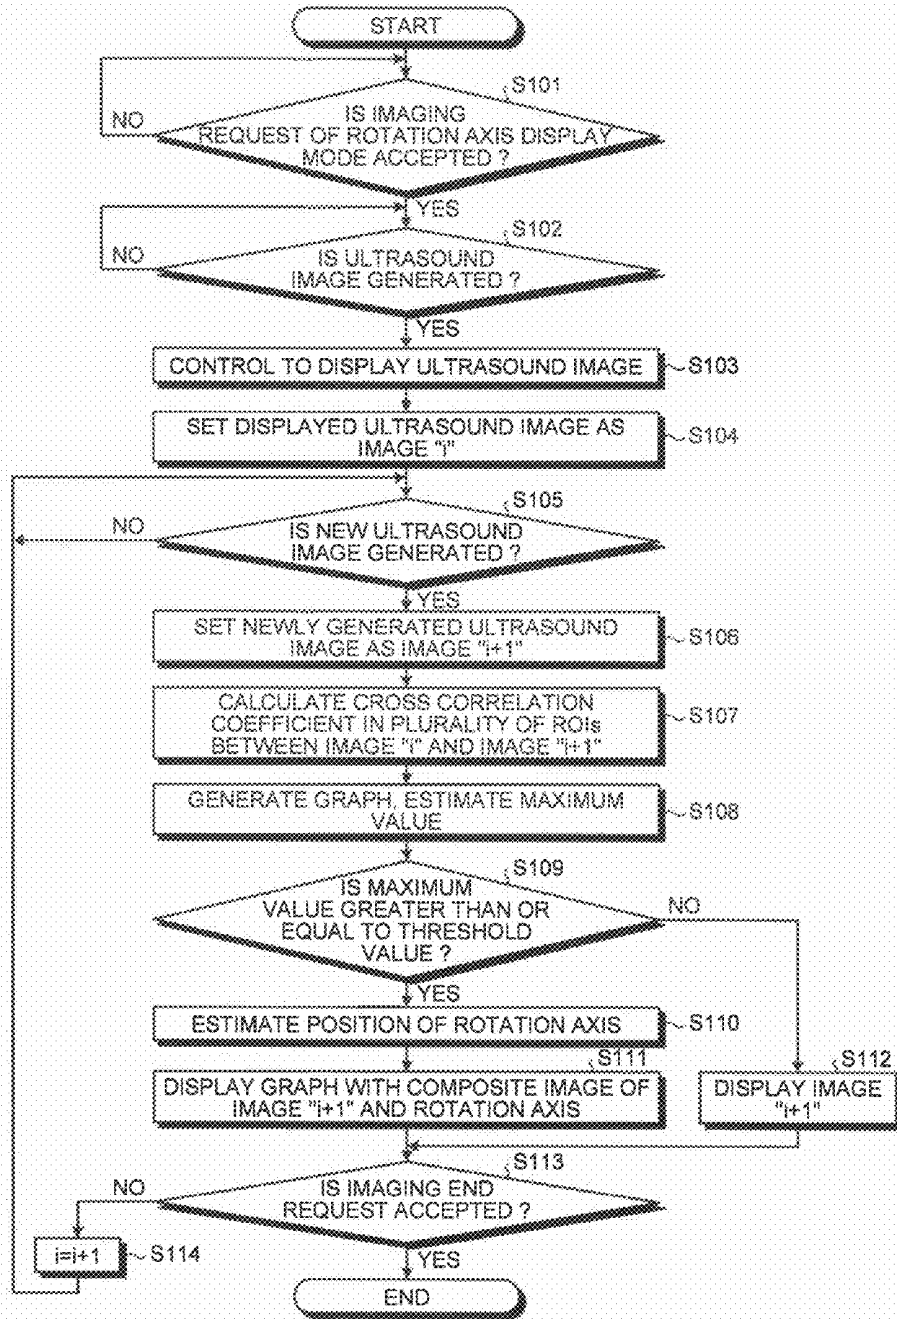 START
S101
IS IMAGING
NO
REQUEST OF ROTATION AXIS DISPLAY
MODE ACCEPTED ?
YES
S102
IS ULTRASOUND
NO
IMAGE GENERATED ?
YES
CONTROL TO DISPLAY ULTRASOUND IMAGE
S103
SET DISPLAYED ULTRASOUND IMAGE AS
IMAGE "i"
S104
S105
NO
IS NEW ULTRASOUND
IMAGE GENERATED ?
YES
SET NEWLY GENERATED ULTRASOUND
IMAGE AS IMAGE "i+1"
S106
CALCULATE CROSS CORRELATION
COEFFICIENT IN PLURALITY OF ROIs
BETWEEN IMAGE "i" AND IMAGE "i+1"
S107
GENERATE GRAPH, ESTIMATE MAXIMUM
VALUE
S108
S109
IS MAXIMUM
VALUE GREATER THAN OR
EQUAL TO THRESHOLD
VALUE ?
NO
YES
ESTIMATE POSITION OF ROTATION AXIS
S110
S111
DISPLAY GRAPH WITH COMPOSITE IMAGE OF
IMAGE "i+1" AND ROTATION AXIS
S112
DISPLAY IMAGE
"i+1"
S113
NO
IS IMAGING END
REQUEST ACCEPTED ?
i=i+1
S114
YES
END